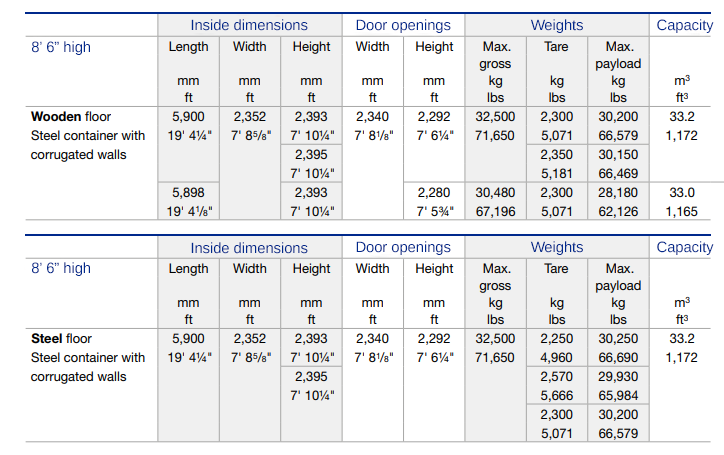 Inside dimensions Door openings Weights Capacity
8’ 6” high Length Width Height Width Height Max. Tare Max.
gross payload
mm mm mm mm mm kg kg kg m³
ft ft ft ft ft lbs lbs lbs ft³
Wooden floor 5,900 2,352 2,393 2,340 2,292 32,500 2,300 30,200 33.2
Steel container with 19' 4¼" 7' 8⁵/₈" 7' 10¼" 7' 8¹/₈" 7' 6¼" 71,650 5,071 66,579 1,172
corrugated walls 2,395 2,350 30,150
7' 10¼" 5,181 66,469
5,898 2,393 2,280 30,480 2,300 28,180 33.0
19' 4¹/₈" 7' 10¼" 7' 5¾" 67,196 5,071 62,126 1,165
Inside dimensions Door openings Weights Capacity
8’ 6” high Length Width Height Width Height Max. Tare Max.
gross payload
mm mm mm mm mm kg kg kg m³
ft ft ft ft ft lbs lbs lbs ft³
Steel floor 5,900 2,352 2,393 2,340 2,292 32,500 2,250 30,250 33.2
Steel container with 19' 4¼" 7' 8⁵/₈" 7' 10¼" 7' 8¹/₈" 7' 6¼" 71,650 4,960 66,690 1,172
corrugated walls 2,395 2,570 29,930
7' 10¼" 5,666 65,984
2,300 30,200
5,071 66,579